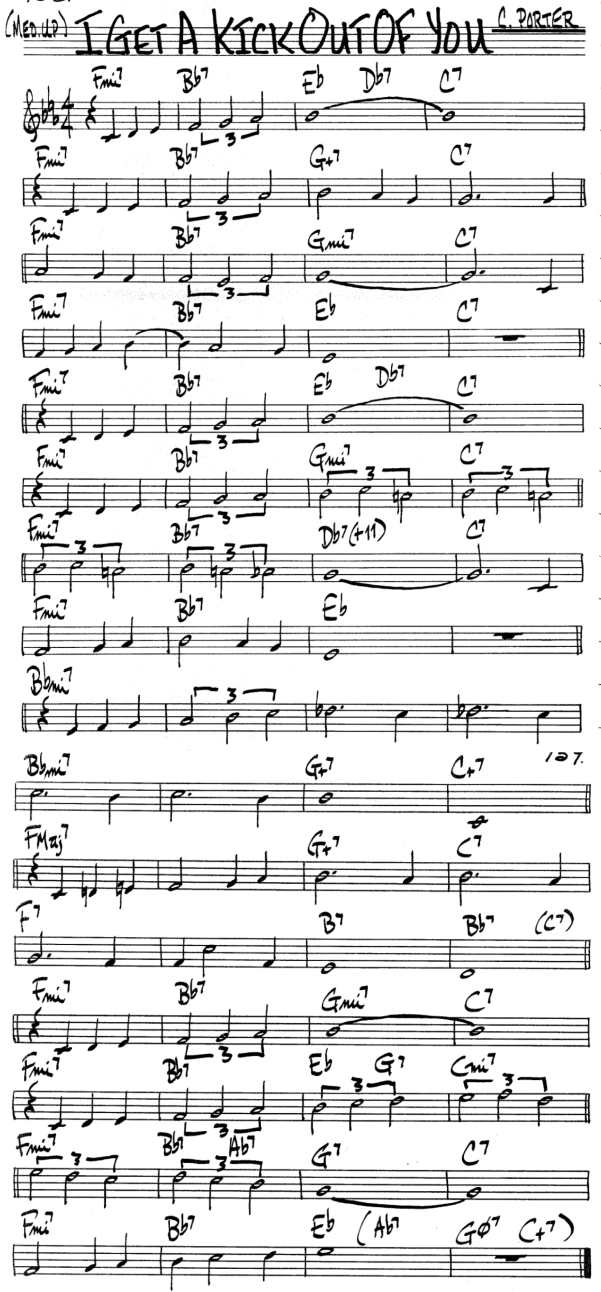 (MED. UP) I GET A KICK OUT OF YOU C. PORTER
Fmi7 Bb7 Eb Db7 C7
3
Fmi7 Bb7 G+7 C7
3
Fmi7 Bb7 Gmi7 C7
3
Fmi7 Bb7 Eb C7
Fmi7 Bb7 Eb Db7 C7
3
Fmi7 Bb7 Gmi7 C7
3 3 3
Fmi7 Bb7 Db7(+11) C7
3 3
Fmi7 Bb7 Eb
Bbmi7
3
127.
Bbmi7 G+7 C+7
FMaj7 G+7 C7
F7 B7 Bb7 (C7)
Fmi7 Bb7 Gmi7 C7
3
Fmi7 Bb7 Eb G7 Cmi7
3 3 3
Fmi7 Bb7 Ab7 G7 C7
3 3
Fmi7 Bb7 Eb (Ab7 Gø7 C+7)